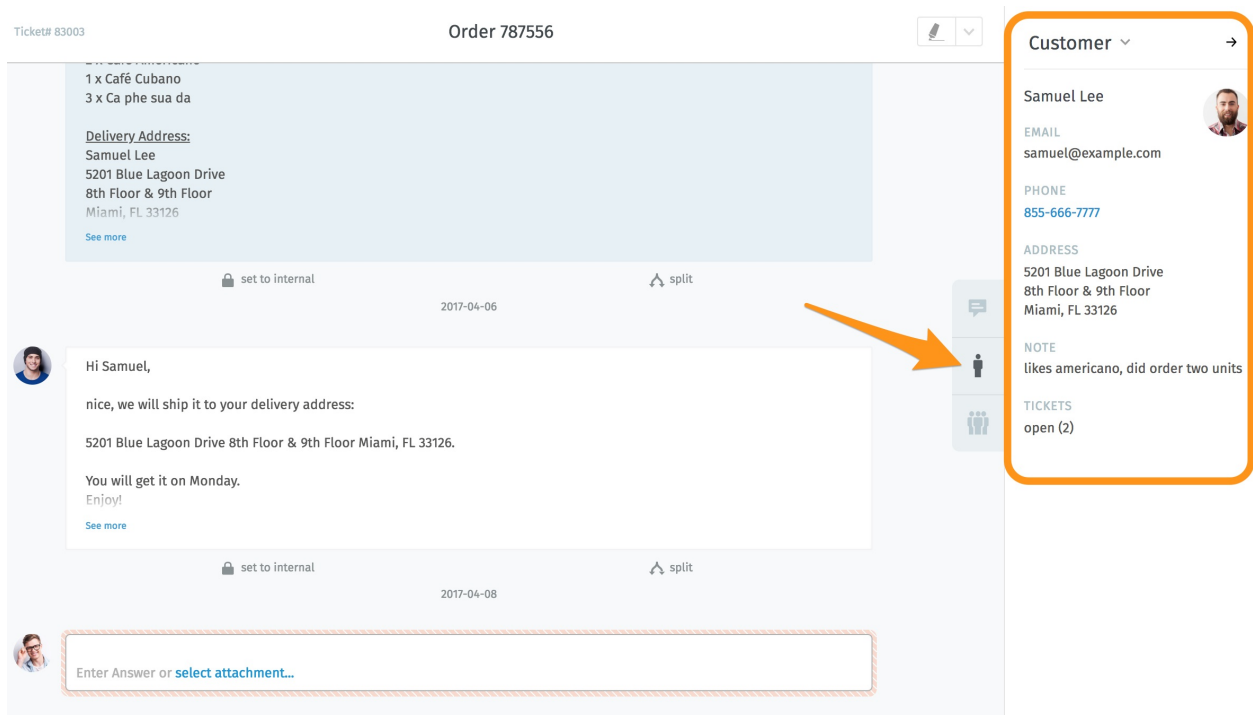 Ticket# 83003
Order 787556
1 x Café Cubano
3 x Ca phe sua da
Delivery Address:
Samuel Lee
5201 Blue Lagoon Drive
8th Floor & 9th Floor
Miami, FL 33126
See more
set to internal
split
2017-04-06
Hi Samuel,
nice, we will ship it to your delivery address:
5201 Blue Lagoon Drive 8th Floor & 9th Floor Miami, FL 33126.
You will get it on Monday.
Enjoy!
See more
set to internal
split
2017-04-08
Enter Answer or select attachment...
Customer
Samuel Lee
EMAIL
samuel@example.com
PHONE
855-666-7777
ADDRESS
5201 Blue Lagoon Drive
8th Floor & 9th Floor
Miami, FL 33126
NOTE
likes americano, did order two units
TICKETS
open (2)